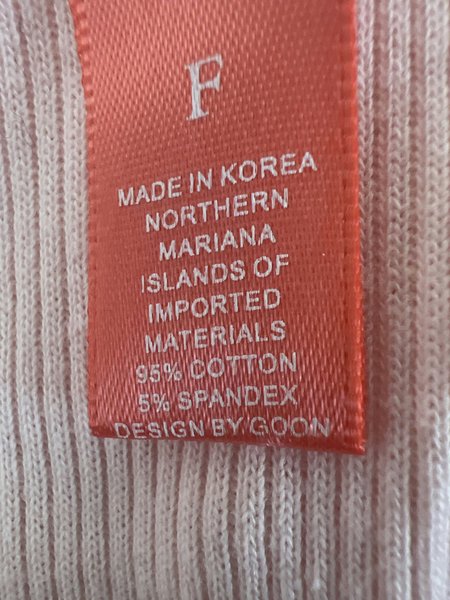 F
MADE IN KOREA
NORTHERN
MARIANA
ISLANDS OF
IMPORTED
MATERIALS
95% COTTON
5% SPANDEX
DESIGN BY GOON